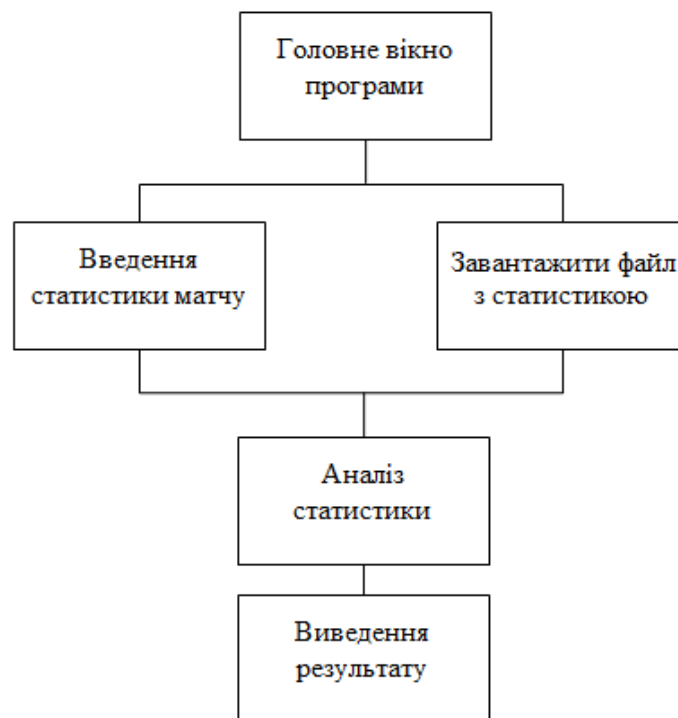 Головне вікно
програми
Введення
статистики матчу
Завантажити файл
з статистикою
Аналіз
статистики
Виведення
результату